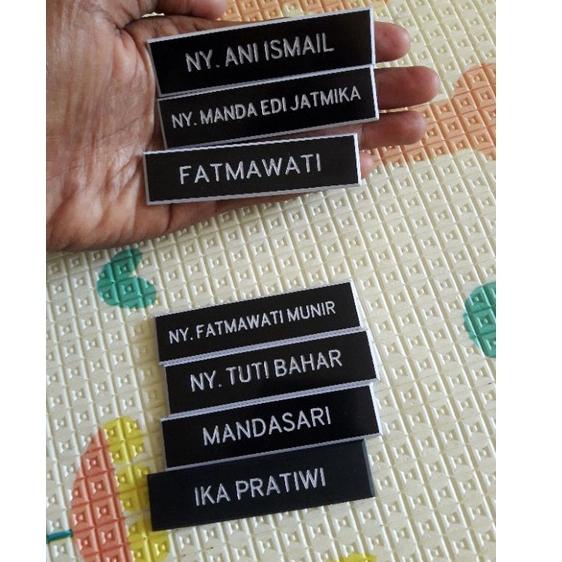 NY. ANI ISMAIL
NY. MANDA EDI JATMIKA
FATMAWATI
NY. FATMAWATI MUNIR
NY. TUTI BAHAR
MANDASARI
IKA PRATIWI